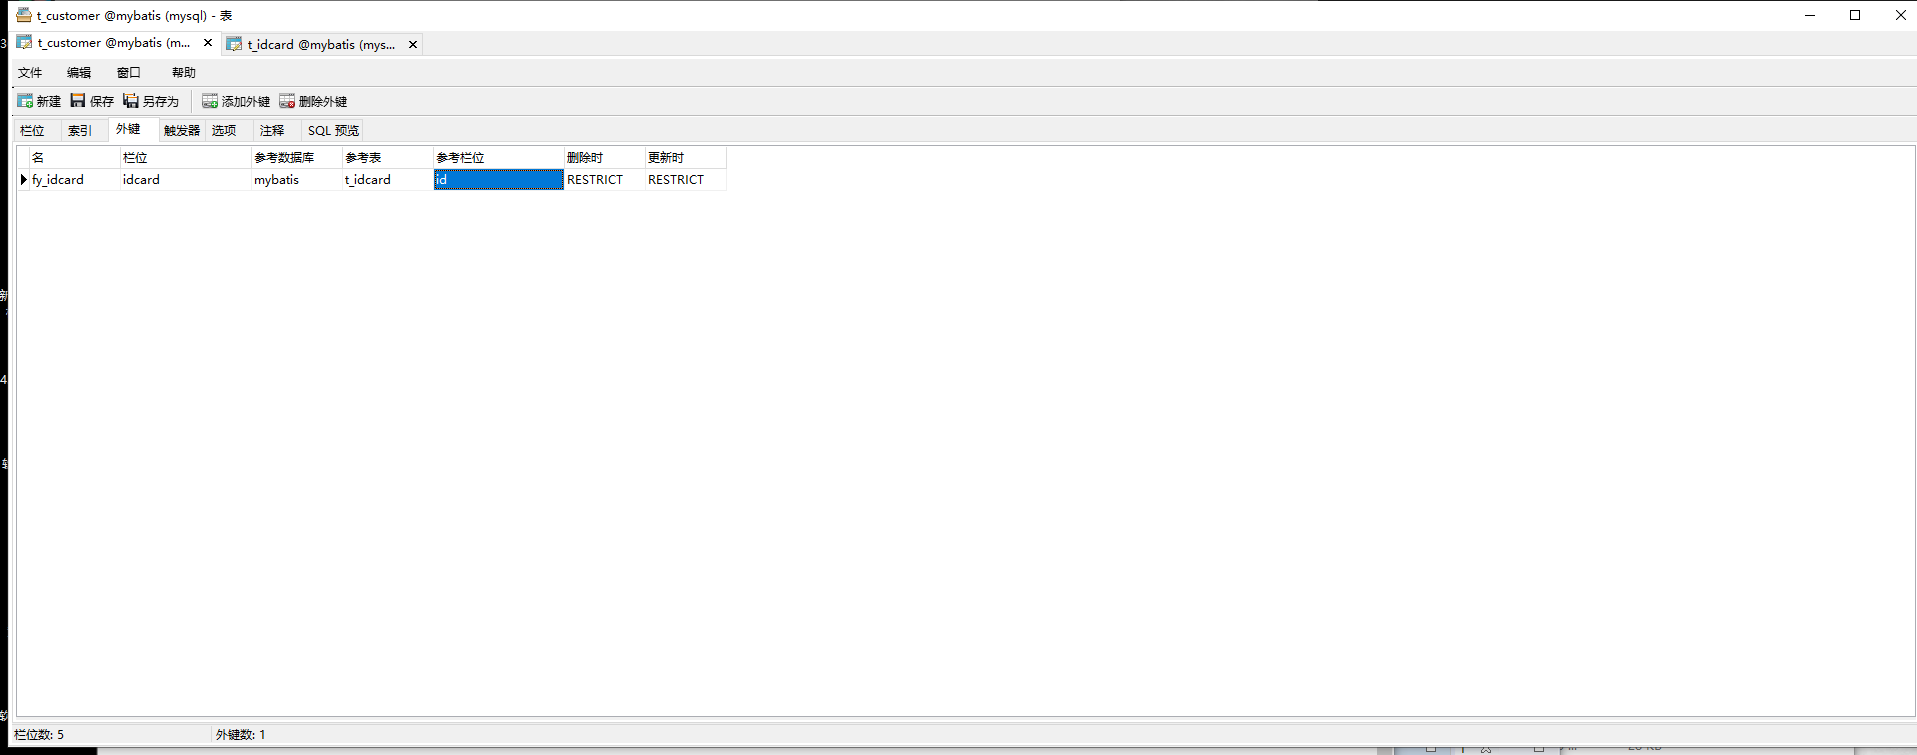 t_customer @mybatis (mysql) - 表
t_customer @mybatis (m... t_idcard @mybatis (mys...
文件 编辑 窗口 帮助
新建 保存 另存为 添加外键 删除外键
栏位 索引 外键 触发器 选项 注释 SQL 预览
名 栏位 参考数据库 参考表 参考栏位 删除时 更新时
fy_idcard idcard mybatis t_idcard id RESTRICT RESTRICT
栏位数: 5 外键数: 1